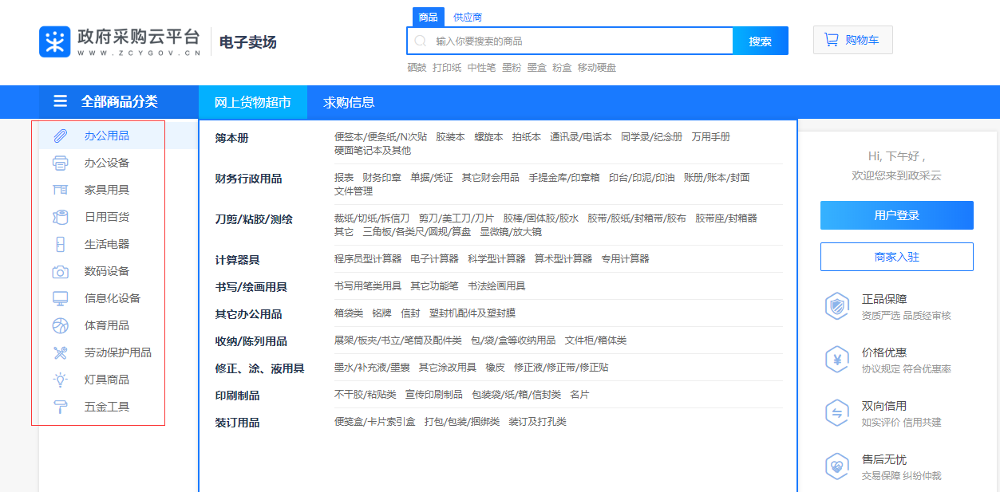 商品 供应商
政府采购云平台 电子卖场
WWW.ZCYGOV.CN
输入你要搜索的商品 搜索
购物车
硒鼓 打印纸 中性笔 墨粉 墨盒 粉盒 移动硬盘
全部商品分类 网上货物超市 求购信息
办公用品
办公设备
家具用具
日用百货
生活电器
数码设备
信息化设备
体育用品
劳动保护用品
灯具商品
五金工具
簿本册 便签本/便条纸/N次贴 胶装本 螺旋本 拍纸本 通讯录/电话本 同学录/纪念册 万用手册
硬面笔记本及其他
财务行政用品 报表 财务印章 单据/凭证 其它财会用品 手提金库/印章箱 印台/印泥/印油 账册/账本/封面
文件管理
刀剪/粘胶/测绘 裁纸/切纸/拆信刀 剪刀/美工刀/刀片 胶棒/固体胶/胶水 胶带/胶纸/封箱带/胶布 胶带座/封箱器
其它 三角板/各类尺/圆规/算盘 显微镜/放大镜
计算器具 程序员型计算器 电子计算器 科学型计算器 算术型计算器 专用计算器
书写/绘画用具 书写用笔类用具 其它功能笔 书法绘画用具
其它办公用品 箱袋类 铭牌 信封 塑封机配件及塑封膜
收纳/陈列用品 展架/板夹/书立/笔筒及配件类 包/袋/盒等收纳用品 文件柜/箱体类
修正、涂、液用具 墨水/补充液/墨囊 其它涂改用具 橡皮 修正液/修正带/修正贴
印刷制品 不干胶/粘贴类 宣传印刷制品 包装袋/纸/箱/信封类 名片
装订用品 便笺盒/卡片索引盒 打包/包装/捆绑类 装订及打孔类
Hi, 下午好 ,
欢迎您来到政采云
用户登录
商家入驻
正品保障
资质严选 品质经审核
价格优惠
协议规定 符合优惠率
双向信用
如实评价 信用共建
售后无忧
交易保障 纠纷仲裁